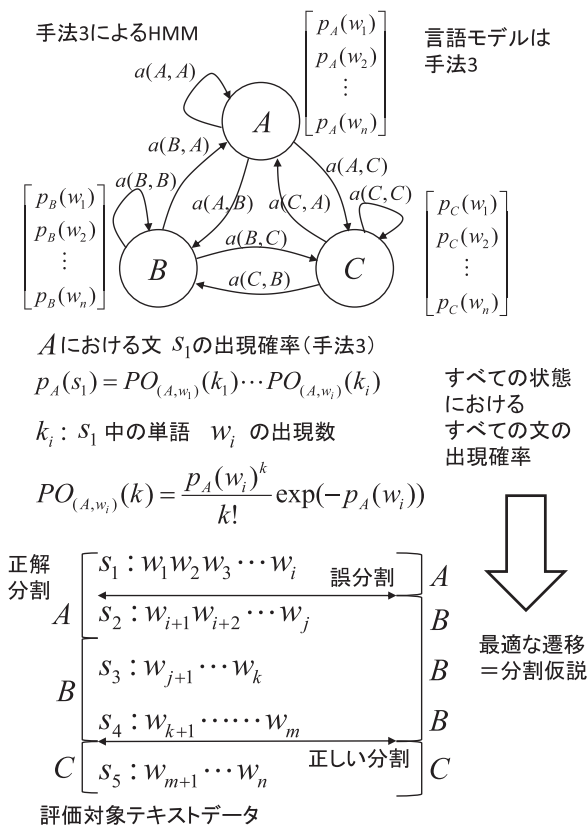 手法3によるHMM
言語モデルは
手法3
p_A(w_1)
p_A(w_2)
⋮
p_A(w_n)
a(A, A)
A
a(B, A)
a(A, C)
a(B, B)
a(A, B)
a(C, A)
a(C, C)
p_B(w_1)
p_B(w_2)
⋮
p_B(w_n)
a(B, C)
B
C
a(C, B)
p_C(w_1)
p_C(w_2)
⋮
p_C(w_n)
Aにおける文 s_1の出現確率(手法3)
p_A(s_1) = PO_{(A,w_1)}(k_1)⋯PO_{(A,w_i)}(k_i)
k_i : s_1 中の単語 w_i の出現数
PO_{(A,w_i)}(k) = \frac{p_A(w_i)^k}{k!} exp(−p_A(w_i))
すべての状態
における
すべての文の
出現確率
最適な遷移
=分割仮説
正解
分割
s_1 : w_1 w_2 w_3 ⋯ w_i
誤分割
A
A
s_2 : w_{i+1} w_{i+2} ⋯ w_j
B
B
s_3 : w_{j+1} ⋯ w_k
B
s_4 : w_{k+1} ⋯⋯ w_m
B
正しい分割
C
s_5 : w_{m+1} ⋯ w_n
C
評価対象テキストデータ